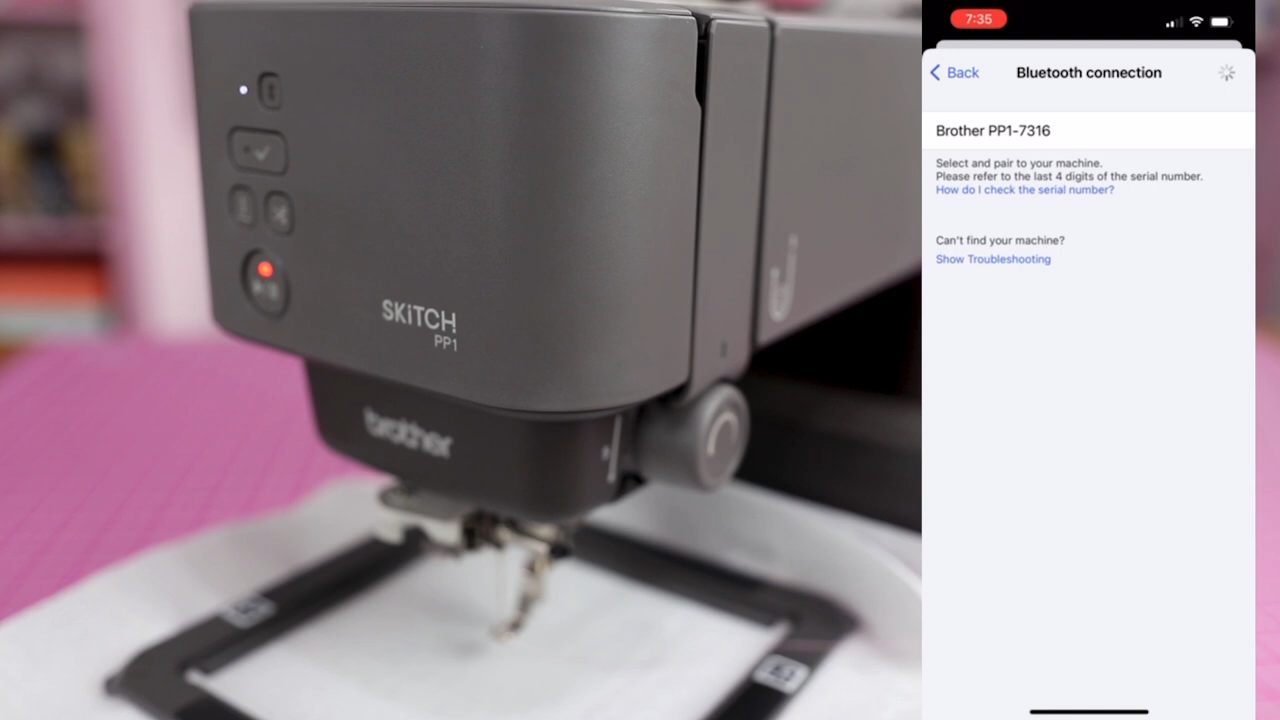 SKiTCH
PP1
brother
7:35
Back
Bluetooth connection
Brother PP1-7316
Select and pair to your machine.
Please refer to the last 4 digits of the serial number.
How do I check the serial number?
Can't find your machine?
Show Troubleshooting